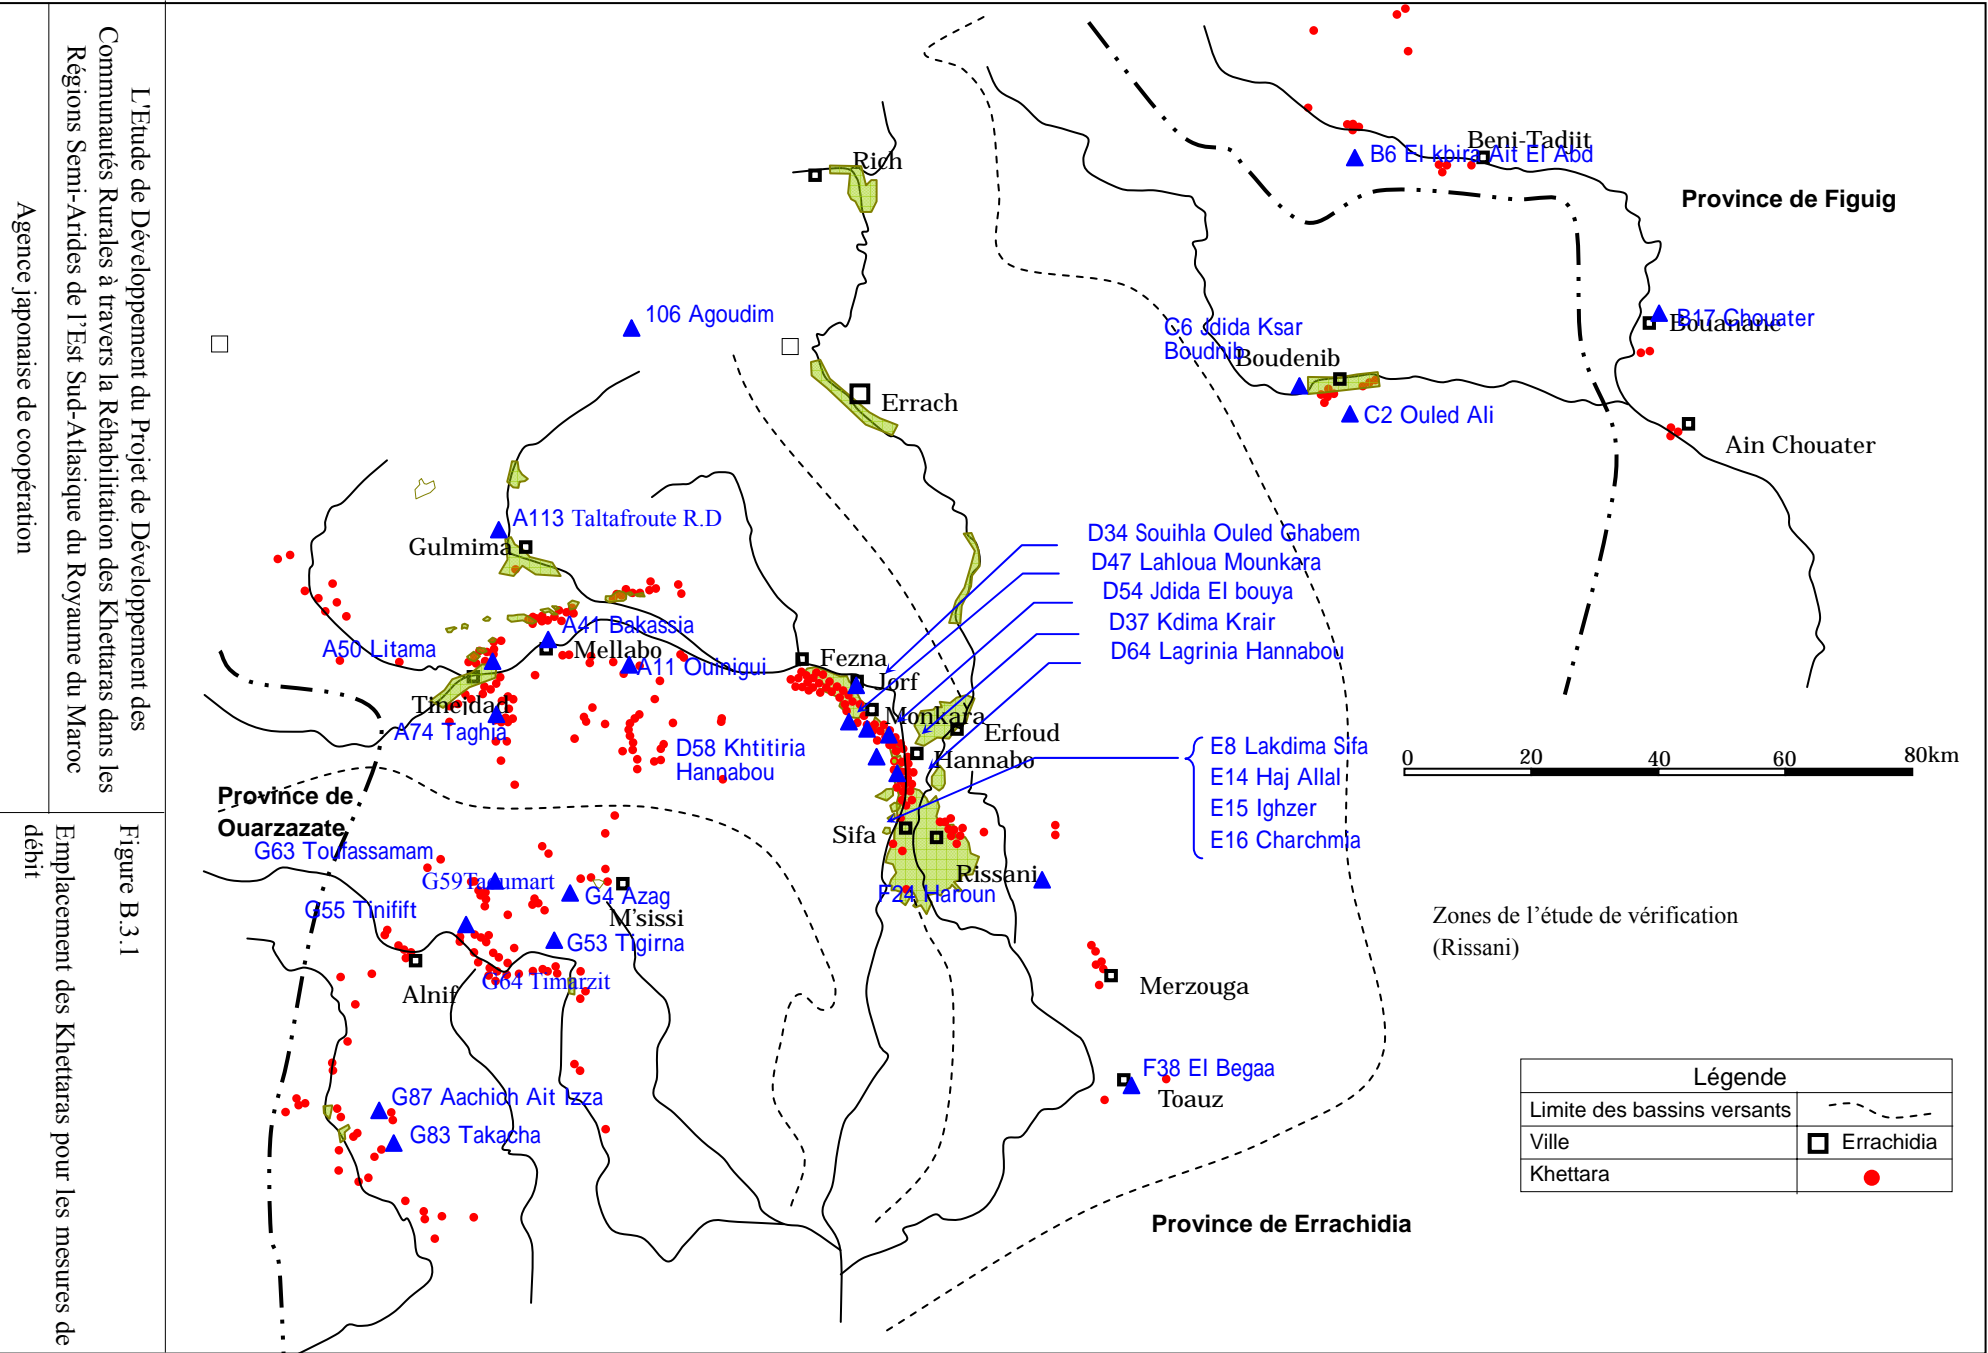 L'Etude de Développement du Projet de Développement des
Communautés Rurales à travers la Réhabilitation des Khettaras dans les
Régions Semi-Arides de l'Est Sud-Atlasique du Royaume du Maroc
Agence japonaise de coopération
Figure B.3.1
Emplacement des Khettaras pour les mesures de
débit
Rich
Beni-Tadjit
B6 El kbira Ait El Abd
Province de Figuig
106 Agoudim
C6 Jdida Ksar
Boudnib
Boudenib
B17 Chouater
Bouanane
Errach
C2 Ouled Ali
Ain Chouater
A113 Taltafroute R.D
Gulmima
D34 Souihla Ouled Ghabem
D47 Lahloua Mounkara
D54 Jdida El bouya
D37 Kdima Krair
D64 Lagrinia Hannabou
A41 Bakassia
A50 Litama
Mellabo
A11 Ouinigui
Fezna
Jorf
Tinejdad
A74 Taghia
Monkara
Erfoud
D58 Khtitiria
Hannabou
Hannabo
E8 Lakdima Sifa
E14 Haj Allal
E15 Ighzer
E16 Charchmia
0 20 40 60 80km
Province de
Ouarzazate
Sifa
G63 Toufassamam
G59Taoumart
G4 Azag
Rissani
F24 Haroun
G55 Tinifift
M'sissi
G53 Tigirna
Zones de l'étude de vérification
(Rissani)
Alnif
G64 Timarzit
Merzouga
F38 El Begaa
Toauz
G87 Aachich Ait Izza
G83 Takacha
Province de Errachidia
Légende
Limite des bassins versants
Ville
Errachidia
Khettara